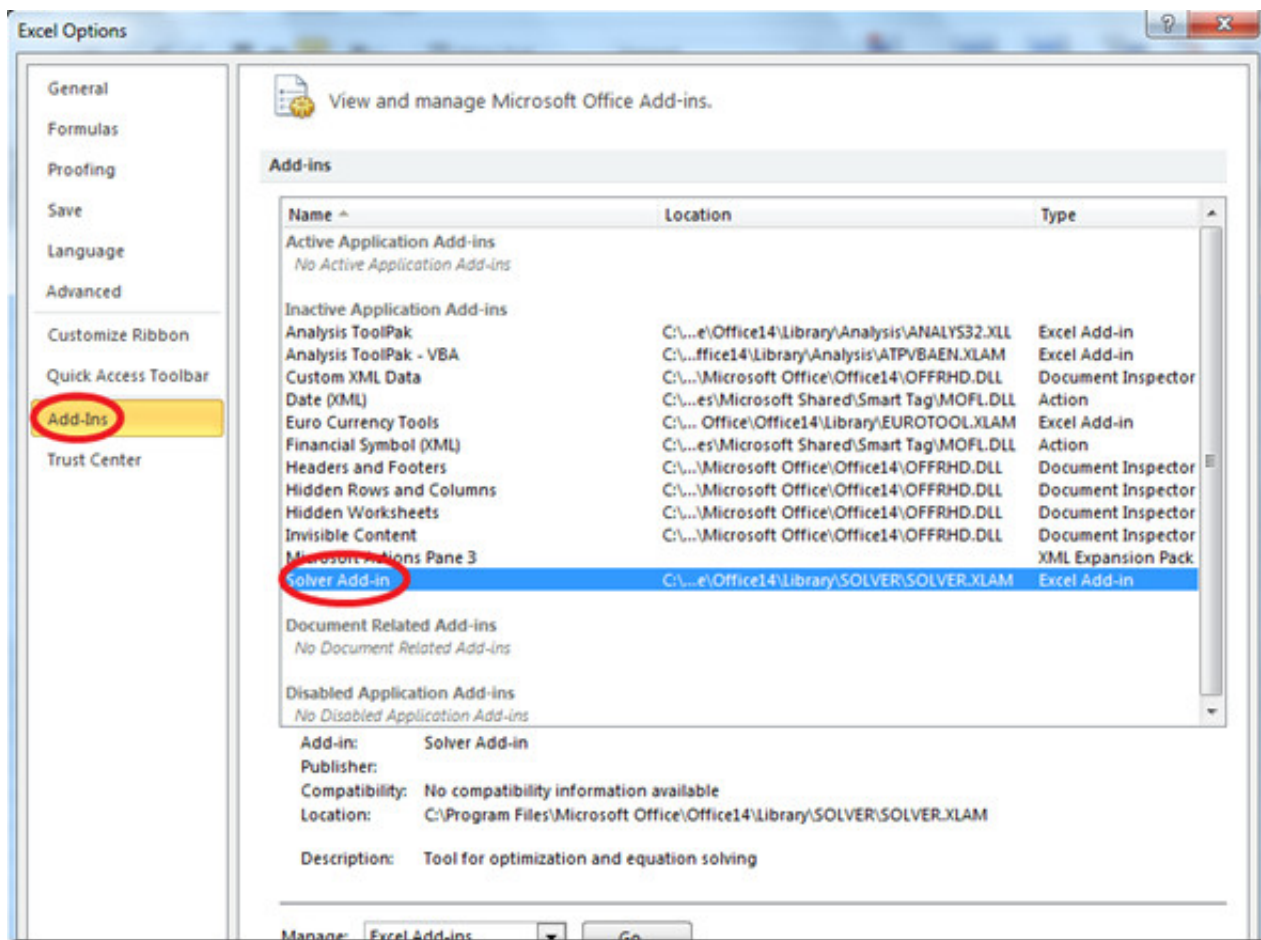 Excel Options
General
Formulas
Proofing
Save
Language
Advanced
Customize Ribbon
Quick Access Toolbar
Add-Ins
Trust Center
View and manage Microsoft Office Add-ins.
Add-ins
Name Location Type
Active Application Add-ins
No Active Application Add-ins
Inactive Application Add-ins
Analysis ToolPak C:\...e\Office14\Library\Analysis\ANALYS32.XLL Excel Add-in
Analysis ToolPak - VBA C:\...ffice14\Library\Analysis\ATPVBAEN.XLAM Excel Add-in
Custom XML Data C:\...\Microsoft Office\Office14\OFFRHD.DLL Document Inspector
Date (XML) C:\...es\Microsoft Shared\Smart Tag\MOFL.DLL Action
Euro Currency Tools C:\... Office\Office14\Library\EUROTOOL.XLAM Excel Add-in
Financial Symbol (XML) C:\...es\Microsoft Shared\Smart Tag\MOFL.DLL Action
Headers and Footers C:\...\Microsoft Office\Office14\OFFRHD.DLL Document Inspector
Hidden Rows and Columns C:\...\Microsoft Office\Office14\OFFRHD.DLL Document Inspector
Hidden Worksheets C:\...\Microsoft Office\Office14\OFFRHD.DLL Document Inspector
Invisible Content C:\...\Microsoft Office\Office14\OFFRHD.DLL Document Inspector
Microsoft Actions Pane 3 XML Expansion Pack
Solver Add-in C:\...e\Office14\Library\SOLVER\SOLVER.XLAM Excel Add-in
Document Related Add-ins
No Document Related Add-ins
Disabled Application Add-ins
No Disabled Application Add-ins
Add-in: Solver Add-in
Publisher:
Compatibility: No compatibility information available
Location: C:\Program Files\Microsoft Office\Office14\Library\SOLVER\SOLVER.XLAM
Description: Tool for optimization and equation solving
Manage: Excel Add-ins Go...